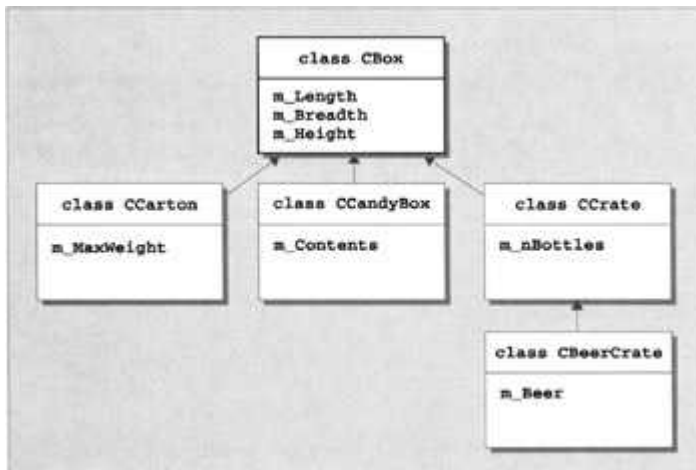 class CBox
m_Length
m_Breadth
m_Height
class CCarton
m_MaxWeight
class CCandyBox
m_Contents
class CCrate
m_nBottles
class CBeerCrate
m_Beer